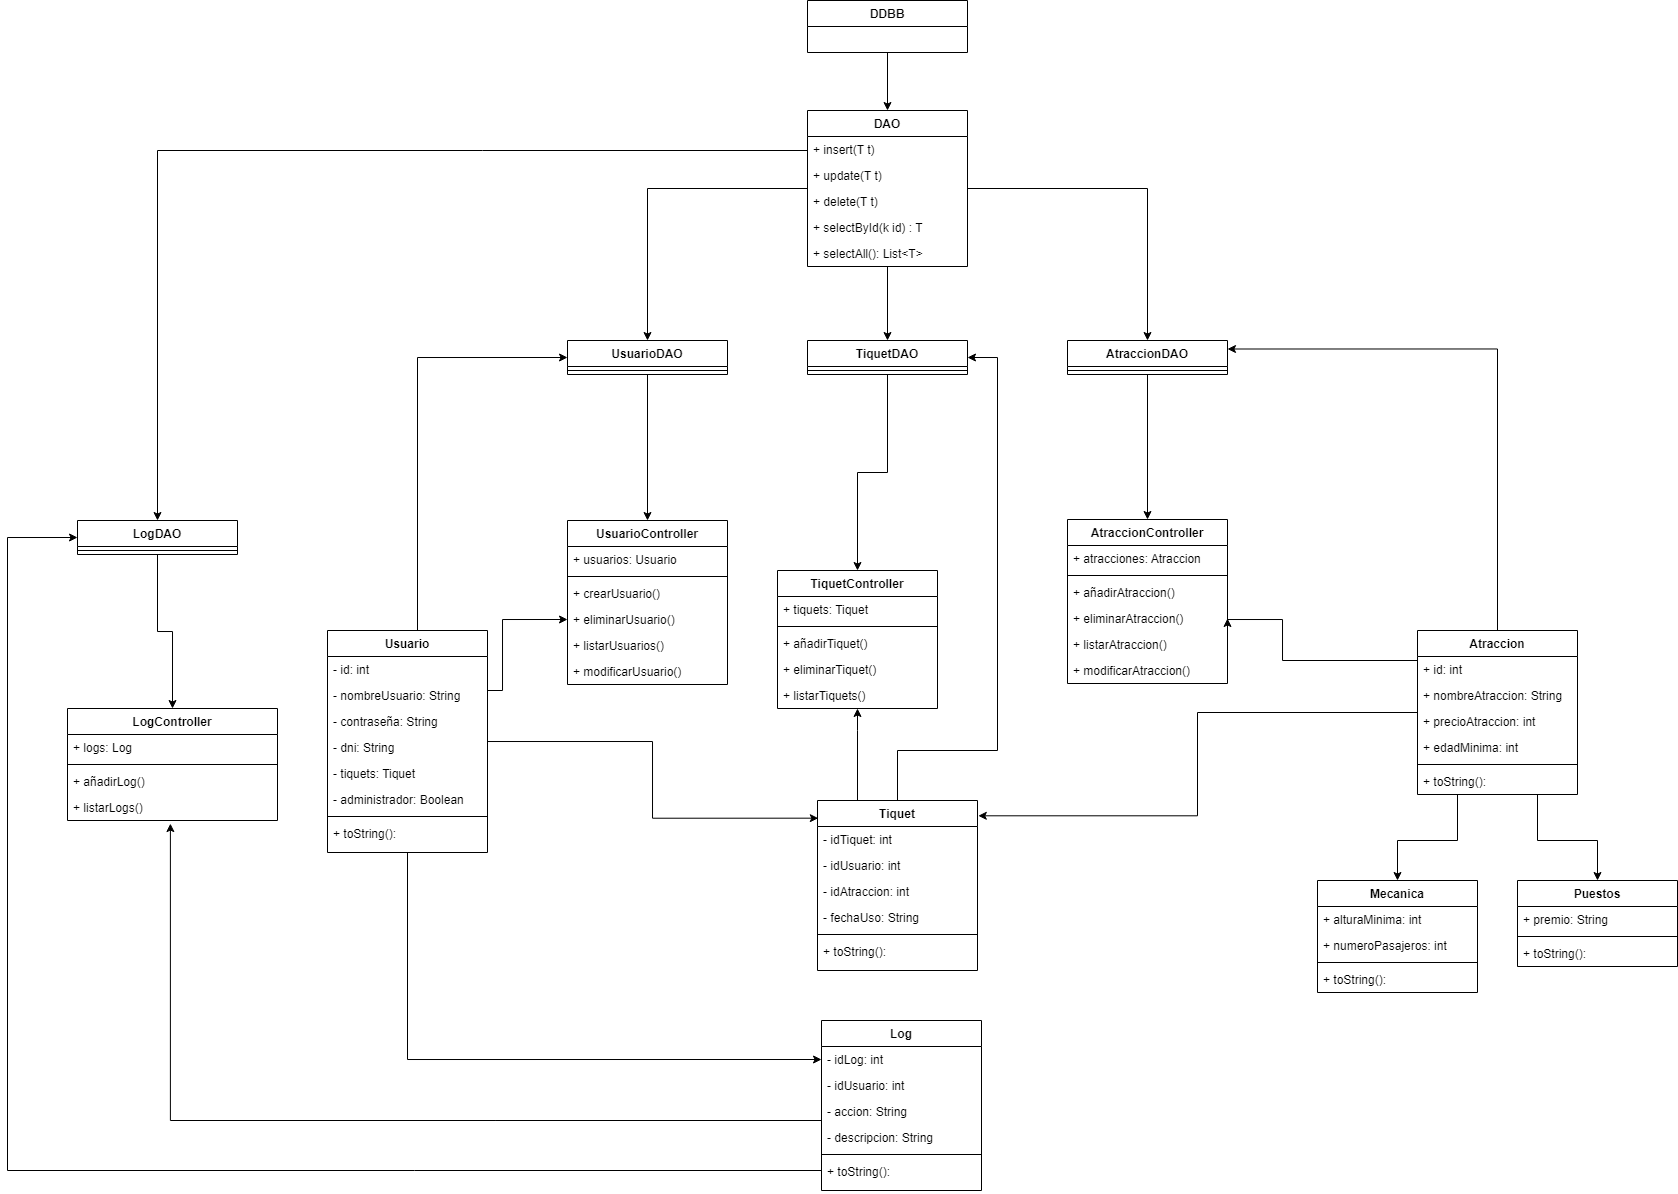 DDBB
DAO
+ insert(T t)
+ update(T t)
+ delete(T t)
+ selectById(k id) : T
+ selectAll(): List<T>
UsuarioDAO
TiquetDAO
AtraccionDAO
LogDAO
UsuarioController
+ usuarios: Usuario
+ crearUsuario()
+ eliminarUsuario()
+ listarUsuarios()
+ modificarUsuario()
TiquetController
+ tiquets: Tiquet
+ añadirTiquet()
+ eliminarTiquet()
+ listarTiquets()
AtraccionController
+ atracciones: Atraccion
+ añadirAtraccion()
+ eliminarAtraccion()
+ listarAtraccion()
+ modificarAtraccion()
LogController
+ logs: Log
+ añadirLog()
+ listarLogs()
Usuario
- id: int
- nombreUsuario: String
- contraseña: String
- dni: String
- tiquets: Tiquet
- administrador: Boolean
+ toString():
Atraccion
+ id: int
+ nombreAtraccion: String
+ precioAtraccion: int
+ edadMinima: int
+ toString():
Tiquet
- idTiquet: int
- idUsuario: int
- idAtraccion: int
- fechaUso: String
+ toString():
Mecanica
+ alturaMinima: int
+ numeroPasajeros: int
+ toString():
Puestos
+ premio: String
+ toString():
Log
- idLog: int
- idUsuario: int
- accion: String
- descripcion: String
+ toString():